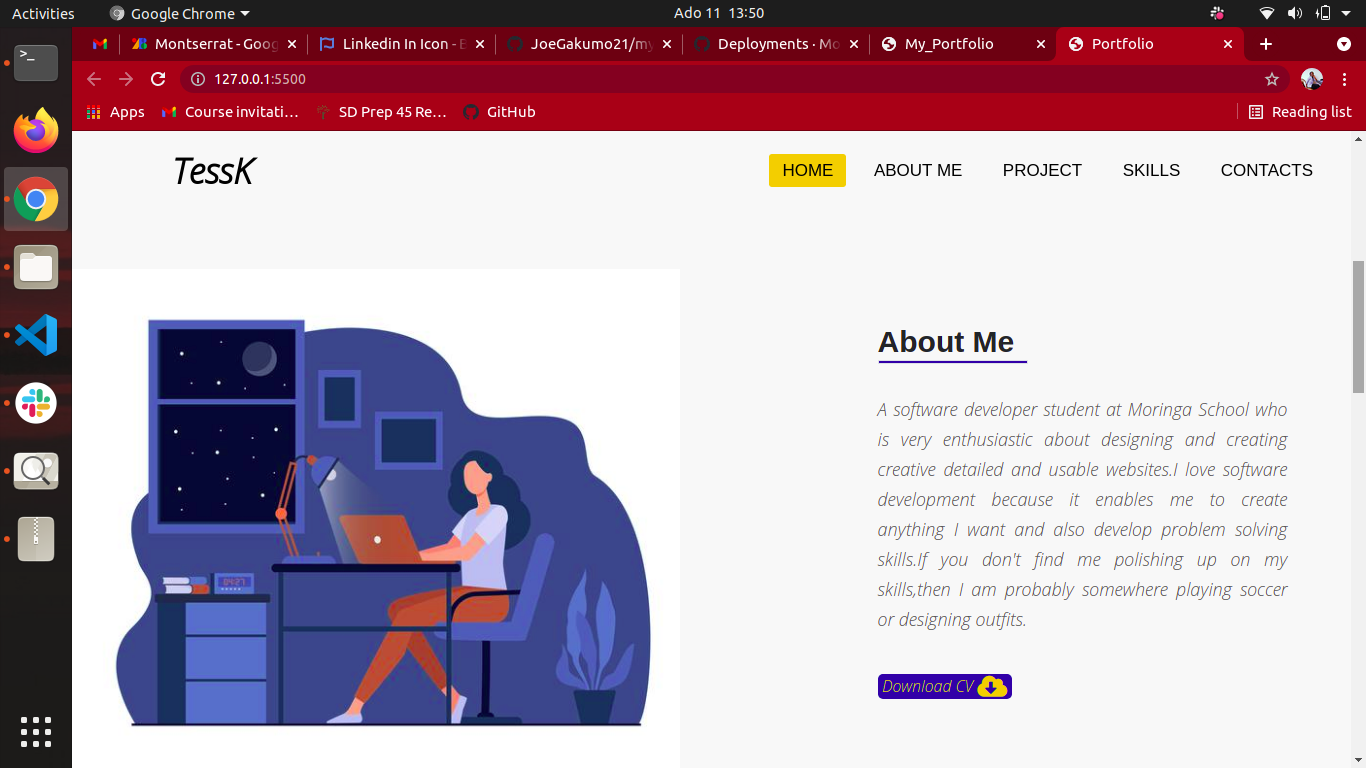 Activities Google Chrome Ado 11 13:50
Montserrat - Goog Linkedin In Icon - JoeGakumo21/my Deployments · Mo My_Portfolio Portfolio
127.0.0.1:5500
Apps Course invitati… SD Prep 45 Re… GitHub Reading list
TessK HOME ABOUT ME PROJECT SKILLS CONTACTS
About Me
A software developer student at Moringa School who
is very enthusiastic about designing and creating
creative detailed and usable websites.I love software
development because it enables me to create
anything I want and also develop problem solving
skills.If you don't find me polishing up on my
skills,then I am probably somewhere playing soccer
or designing outfits.
Download CV